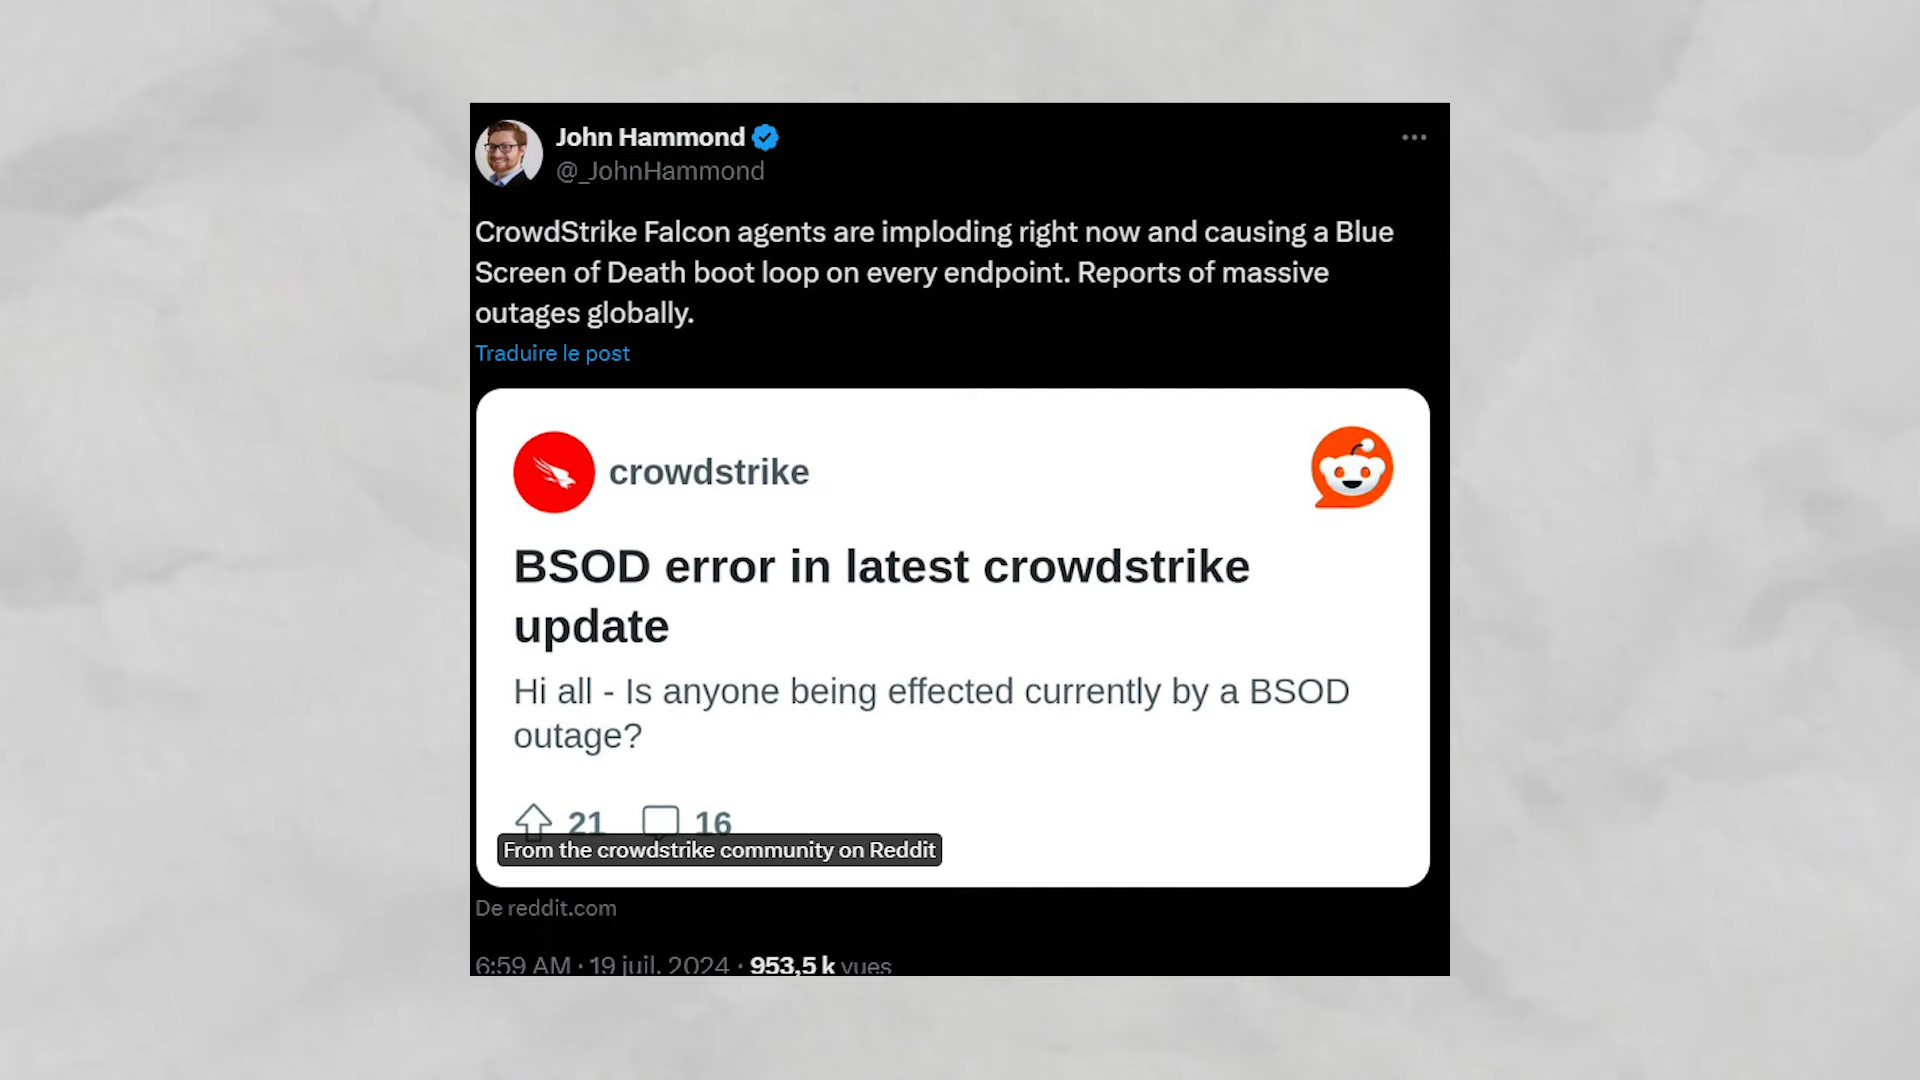 John Hammond
@_JohnHammond
CrowdStrike Falcon agents are imploding right now and causing a Blue
Screen of Death boot loop on every endpoint. Reports of massive
outages globally.
Traduire le post
crowdstrike
BSOD error in latest crowdstrike
update
Hi all - Is anyone being effected currently by a BSOD
outage?
21 16
From the crowdstrike community on Reddit
De reddit.com
6:59 AM · 19 juil. 2024 · 953,5 k vues